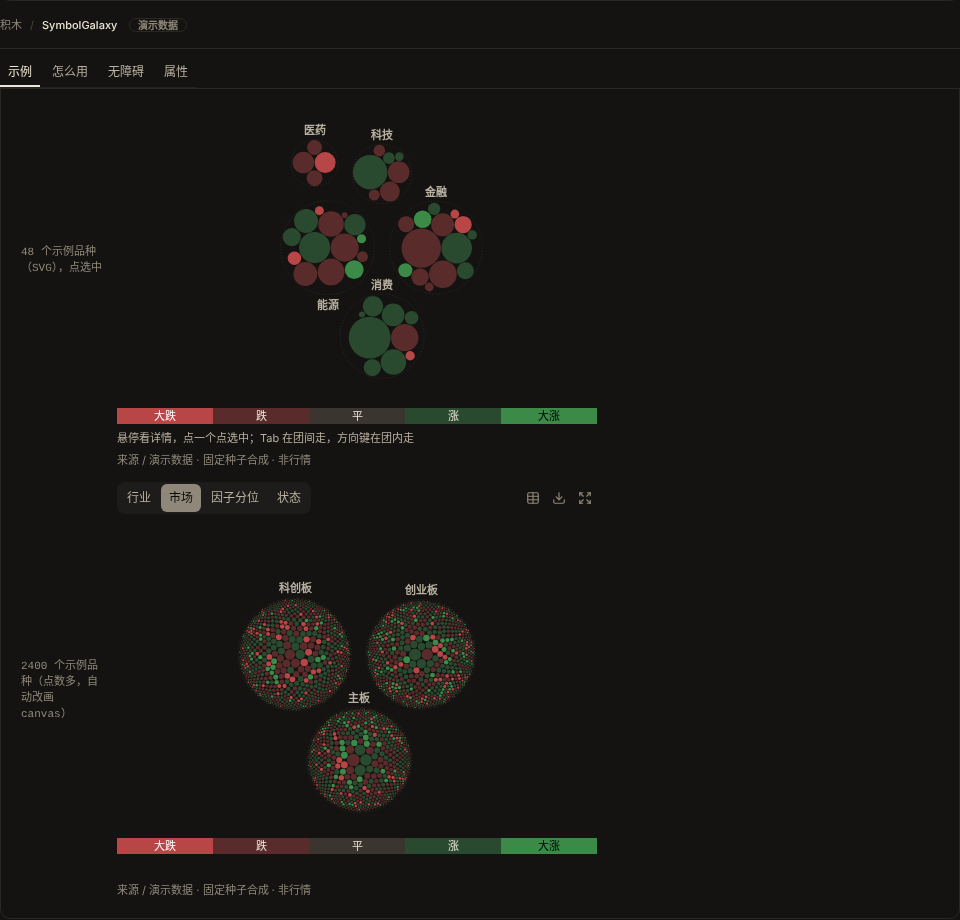 积木 / SymbolGalaxy 演示数据
示例 怎么用 无障碍 属性
医药
科技
金融
48 个示例品种
（SVG），点选中
消费
能源
大跌 跌 平 涨 大涨
悬停看详情，点一个点选中；Tab 在团间走，方向键在团内走
来源 / 演示数据 · 固定种子合成 · 非行情
行业 市场 因子分位 状态
科创板
创业板
2400 个示例品
种（点数多，自
动改画
canvas）
主板
大跌 跌 平 涨 大涨
来源 / 演示数据 · 固定种子合成 · 非行情